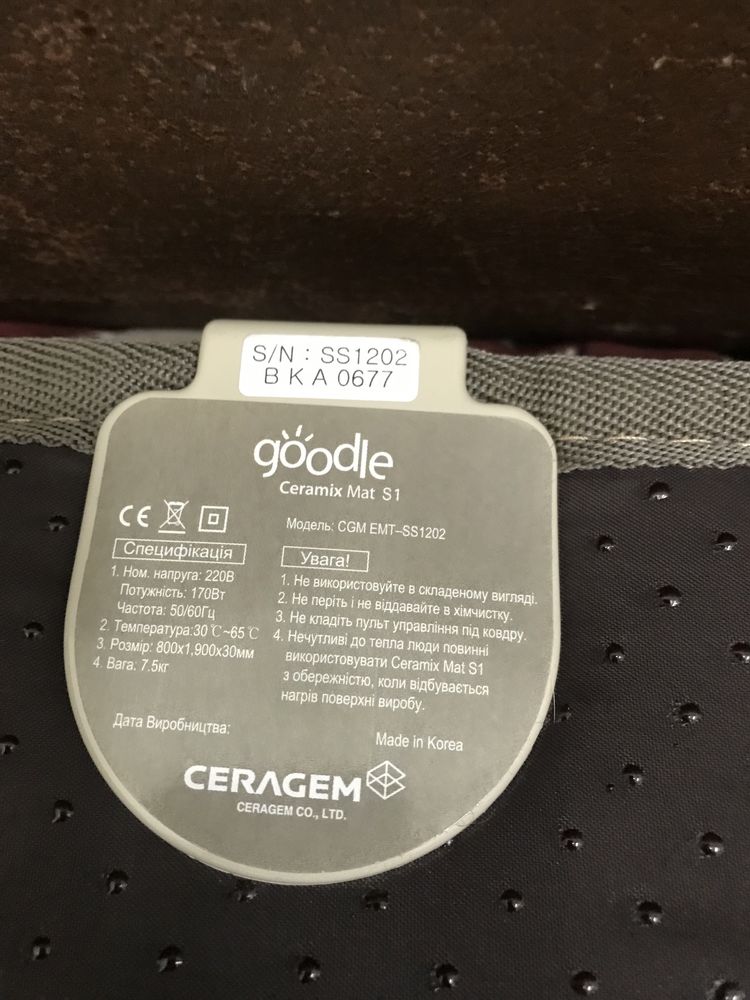 S/N : SS1202
B K A 0677
goodle
Ceramix Mat S1
CE
Модель: CGM EMT–SS1202
Специфікація
1. Ном. напруга: 220В
Потужність: 170Вт
Частота: 50/60Гц
2. Температура:30℃~65℃
3. Розмір: 800x1,900x30мм
4. Вага: 7.5кг
Увага!
1. Не використовуйте в складеному вигляді.
2. Не періть і не віддавайте в хімчистку.
3. Не кладіть пульт управління під ковдру.
4. Нечутливі до тепла люди повинні
використовувати Ceramix Mat S1
з обережністю, коли відбувається
нагрів поверхні виробу.
Дата Виробництва:
Made in Korea
CERAGEM
CERAGEM CO., LTD.